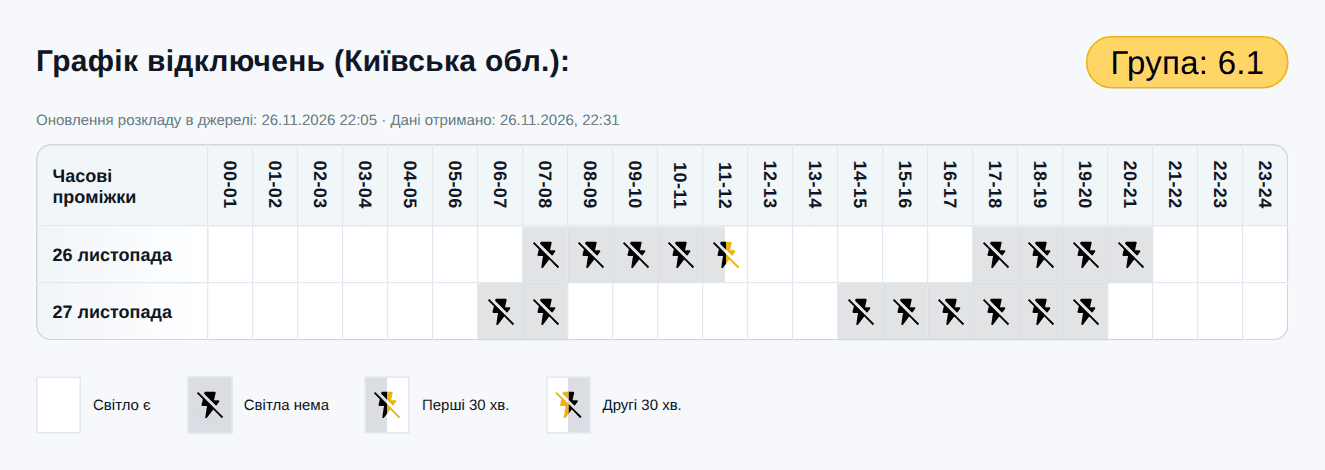 Графік відключень (Київська обл.):
Група: 6.1
Оновлення розкладу в джерелі: 26.11.2026 22:05 · Дані отримано: 26.11.2026, 22:31
Часові
проміжки
00-01
01-02
02-03
03-04
04-05
05-06
06-07
07-08
08-09
09-10
10-11
11-12
12-13
13-14
14-15
15-16
16-17
17-18
18-19
19-20
20-21
21-22
22-23
23-24
26 листопада
27 листопада
Світло є
Світла нема
Перші 30 хв.
Другі 30 хв.